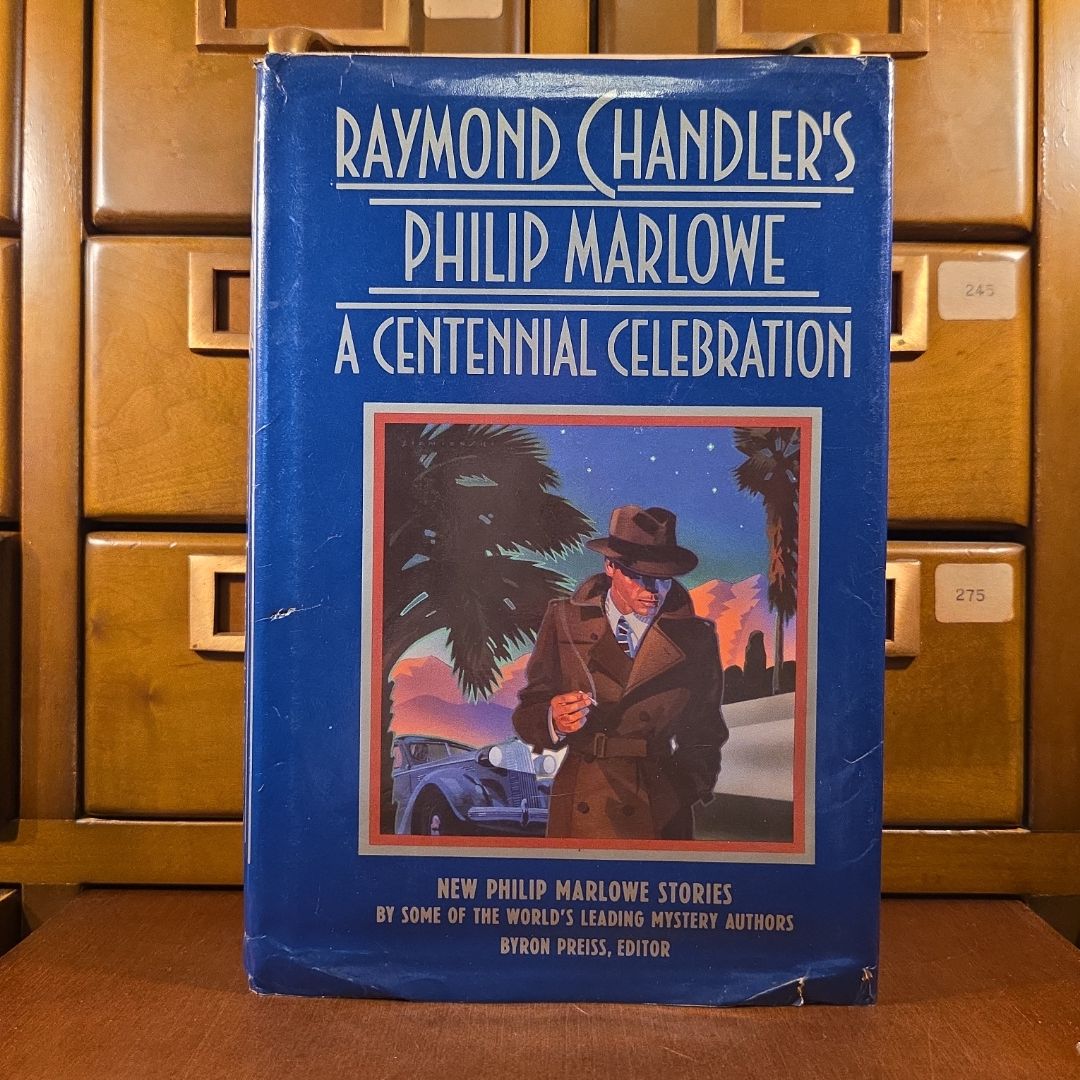 RAYMOND CHANDLER'S
PHILIP MARLOWE
A CENTENNIAL CELEBRATION
245
275
NEW PHILIP MARLOWE STORIES
BY SOME OF THE WORLD'S LEADING MYSTERY AUTHORS
BYRON PREISS, EDITOR